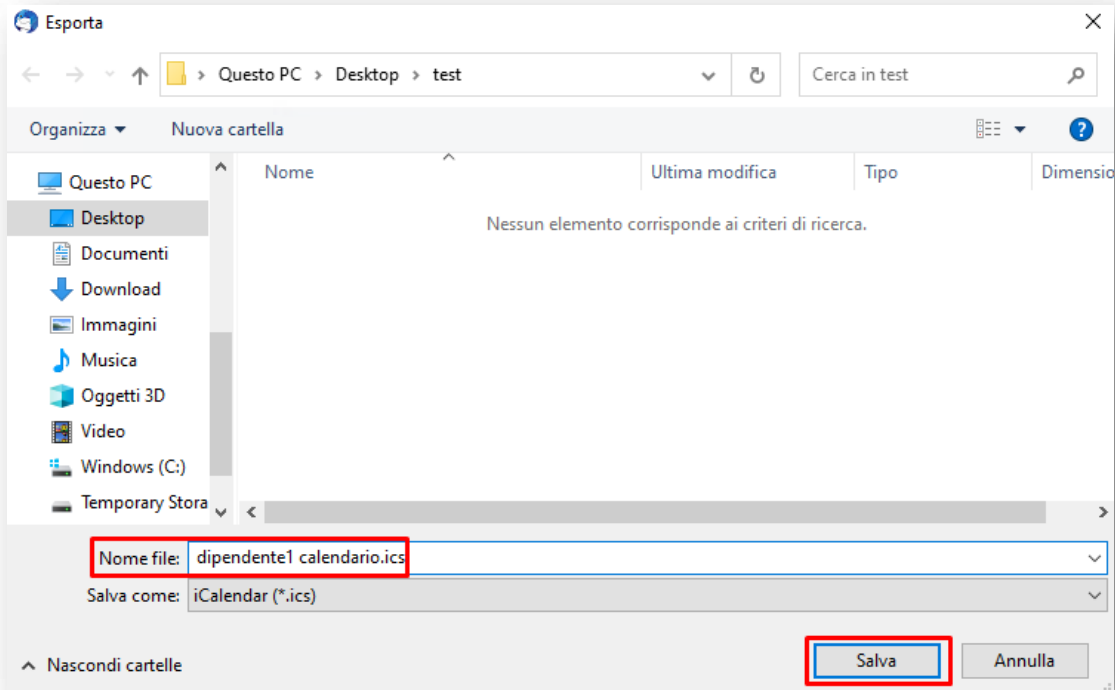 Esporta
Questo PC > Desktop > test
Cerca in test
Organizza
Nuova cartella
?
Nome
Ultima modifica
Tipo
Dimensio
Nessun elemento corrisponde ai criteri di ricerca.
Questo PC
Desktop
Documenti
Download
Immagini
Musica
Oggetti 3D
Video
Windows (C:)
Temporary Stora
Nome file: dipendente1 calendario.ics
Salva come: iCalendar (*.ics)
Nascondi cartelle
Salva
Annulla